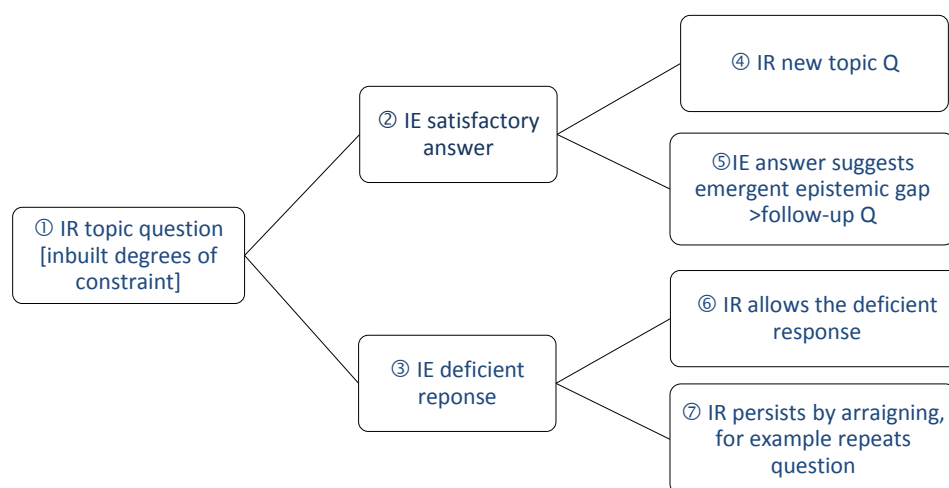 ① IR topic question
[inbuilt degrees of
constraint]
② IE satisfactory
answer
③ IE deficient
reponse
④ IR new topic Q
⑤IE answer suggests
emergent epistemic gap
>follow-up Q
⑥ IR allows the deficient
response
⑦ IR persists by arraigning,
for example repeats
question